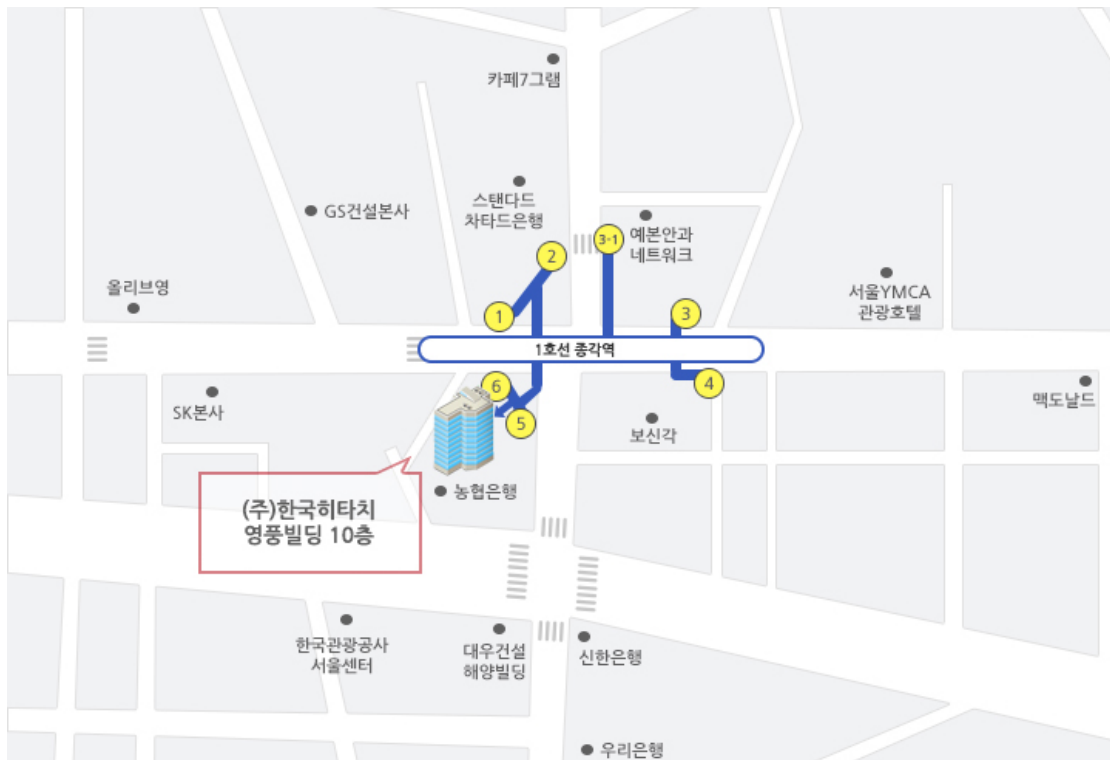 카페7그램
스탠다드
차타드은행
GS건설본사
3-1
예본안과
네트워크
2
서울YMCA
관광호텔
올리브영
1
3
1호선 종각역
6
4
맥도날드
SK본사
5
보신각
농협은행
(주)한국히타치
영풍빌딩 10층
한국관광공사
서울센터
대우건설
해양빌딩
신한은행
우리은행